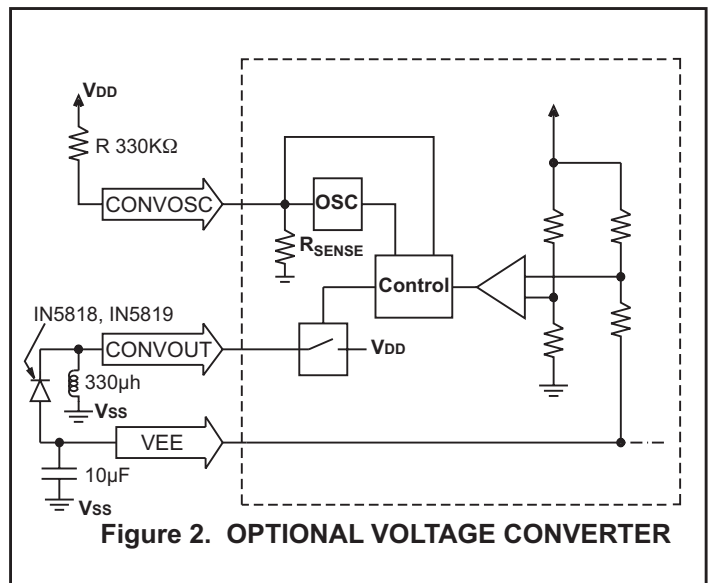 VDD
R 330KΩ
CONVOSC
OSC
RSENSE
Control
IN5818, IN5819
CONVOUT
VDD
330µh
VSS
VEE
10µF
VSS
Figure 2. OPTIONAL VOLTAGE CONVERTER